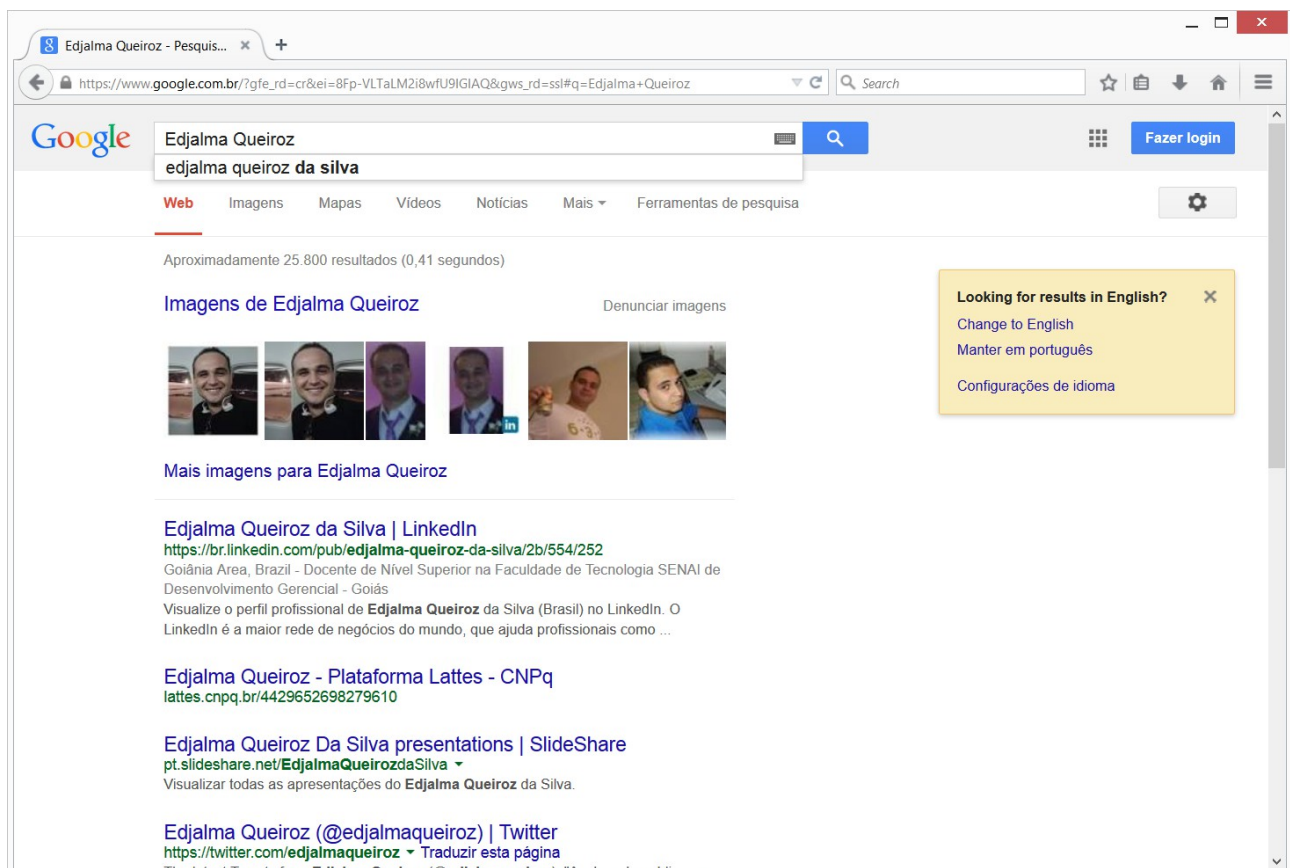 Edjalma Queiroz - Pesquis...
https://www.google.com.br/?gfe_rd=cr&ei=8Fp-VLTaLM2i8wfU9IGIAQ&gws_rd=ssl#q=Edjalma+Queiroz
Search
Google
Edjalma Queiroz
Fazer login
edjalma queiroz da silva
Web Imagens Mapas Vídeos Notícias Mais Ferramentas de pesquisa
Aproximadamente 25.800 resultados (0,41 segundos)
Imagens de Edjalma Queiroz
Denunciar imagens
in
Mais imagens para Edjalma Queiroz
Looking for results in English?
Change to English
Manter em português
Configurações de idioma
Edjalma Queiroz da Silva | LinkedIn
https://br.linkedin.com/pub/edjalma-queiroz-da-silva/2b/554/252
Goiânia Area, Brazil - Docente de Nível Superior na Faculdade de Tecnologia SENAI de
Desenvolvimento Gerencial - Goiás
Visualize o perfil profissional de Edjalma Queiroz da Silva (Brasil) no LinkedIn. O
LinkedIn é a maior rede de negócios do mundo, que ajuda profissionais como ...
Edjalma Queiroz - Plataforma Lattes - CNPq
lattes.cnpq.br/4429652698279610
Edjalma Queiroz Da Silva presentations | SlideShare
pt.slideshare.net/EdjalmaQueirozdaSilva
Visualizar todas as apresentações do Edjalma Queiroz da Silva.
Edjalma Queiroz (@edjalmaqueiroz) | Twitter
https://twitter.com/edjalmaqueiroz Traduzir esta página